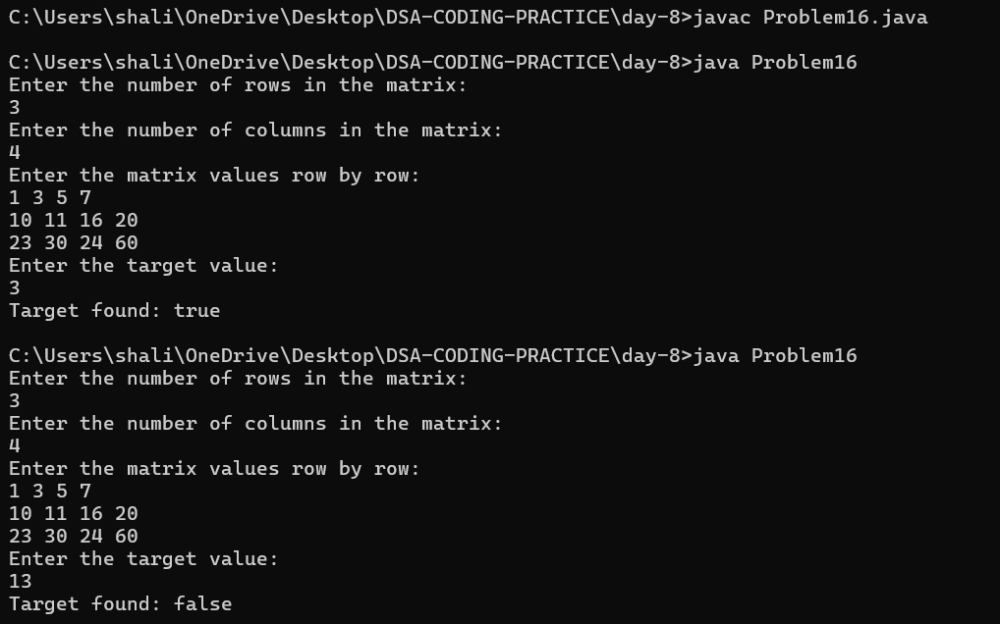 C:\Users\shali\OneDrive\Desktop\DSA-CODING-PRACTICE\day-8>javac Problem16.java
C:\Users\shali\OneDrive\Desktop\DSA-CODING-PRACTICE\day-8>java Problem16
Enter the number of rows in the matrix:
3
Enter the number of columns in the matrix:
4
Enter the matrix values row by row:
1 3 5 7
10 11 16 20
23 30 24 60
Enter the target value:
3
Target found: true
C:\Users\shali\OneDrive\Desktop\DSA-CODING-PRACTICE\day-8>java Problem16
Enter the number of rows in the matrix:
3
Enter the number of columns in the matrix:
4
Enter the matrix values row by row:
1 3 5 7
10 11 16 20
23 30 24 60
Enter the target value:
13
Target found: false